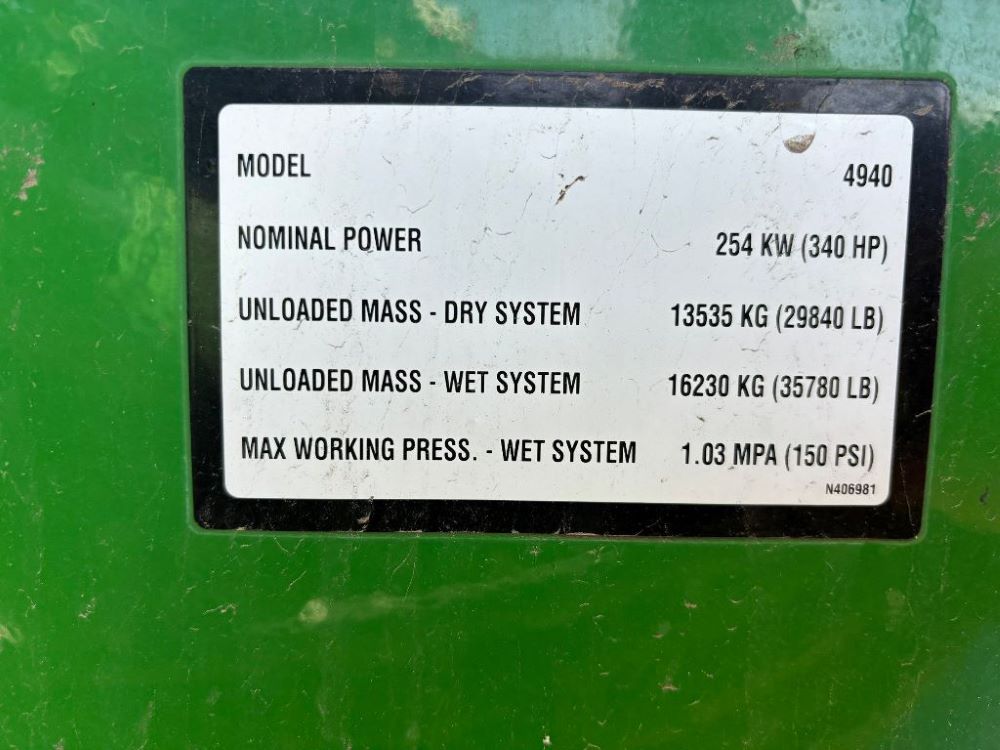 MODEL 4940
NOMINAL POWER 254 KW (340 HP)
UNLOADED MASS - DRY SYSTEM 13535 KG (29840 LB)
UNLOADED MASS - WET SYSTEM 16230 KG (35780 LB)
MAX WORKING PRESS. - WET SYSTEM 1.03 MPA (150 PSI)
N406981